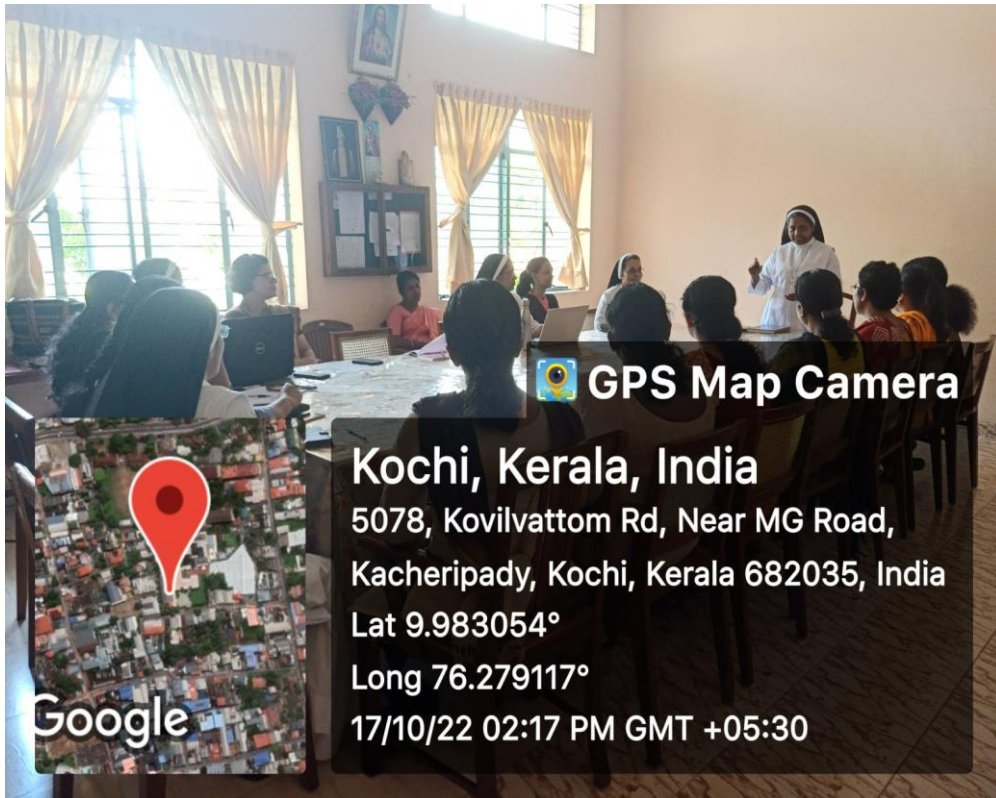 GPS Map Camera
Kochi, Kerala, India
5078, Kovilvattom Rd, Near MG Road,
Kacheripady, Kochi, Kerala 682035, India
Lat 9.983054°
Long 76.279117°
17/10/22 02:17 PM GMT +05:30
Google